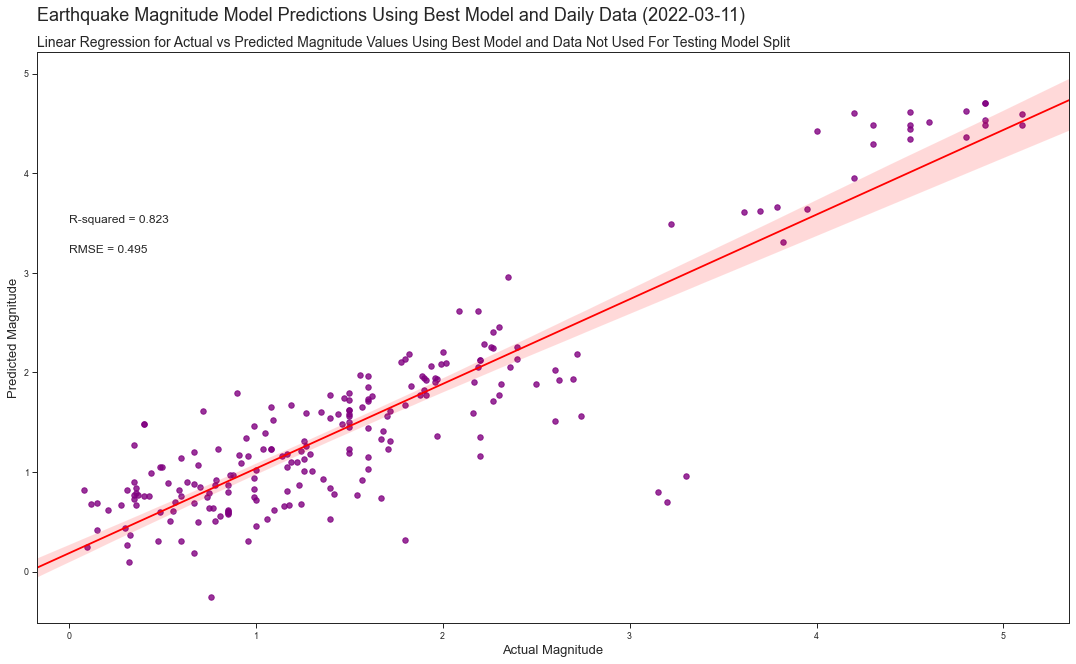 Earthquake Magnitude Model Predictions Using Best Model and Daily Data (2022-03-11)
Linear Regression for Actual vs Predicted Magnitude Values Using Best Model and Data Not Used For Testing Model Split
5
4
R-squared = 0.823
RMSE = 0.495
3
Predicted Magnitude
2
1
0
0 1 2 3 4 5
Actual Magnitude